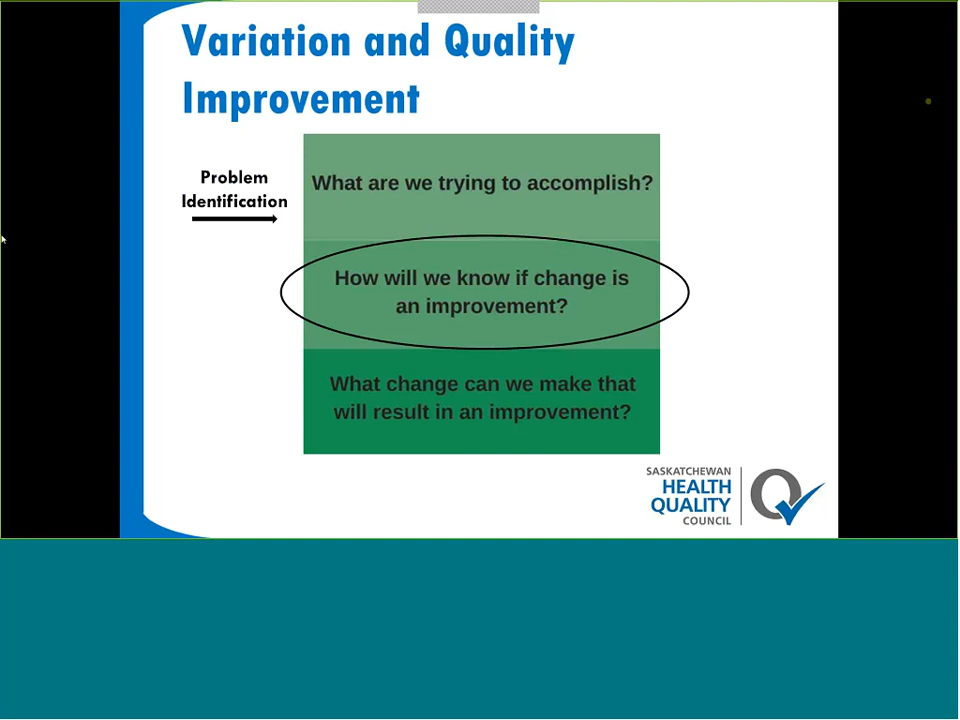 Variation and Quality
Improvement
Problem
Identification
What are we trying to accomplish?
How will we know if change is
an improvement?
What change can we make that
will result in an improvement?
SASKATCHEWAN
HEALTH
QUALITY
COUNCIL